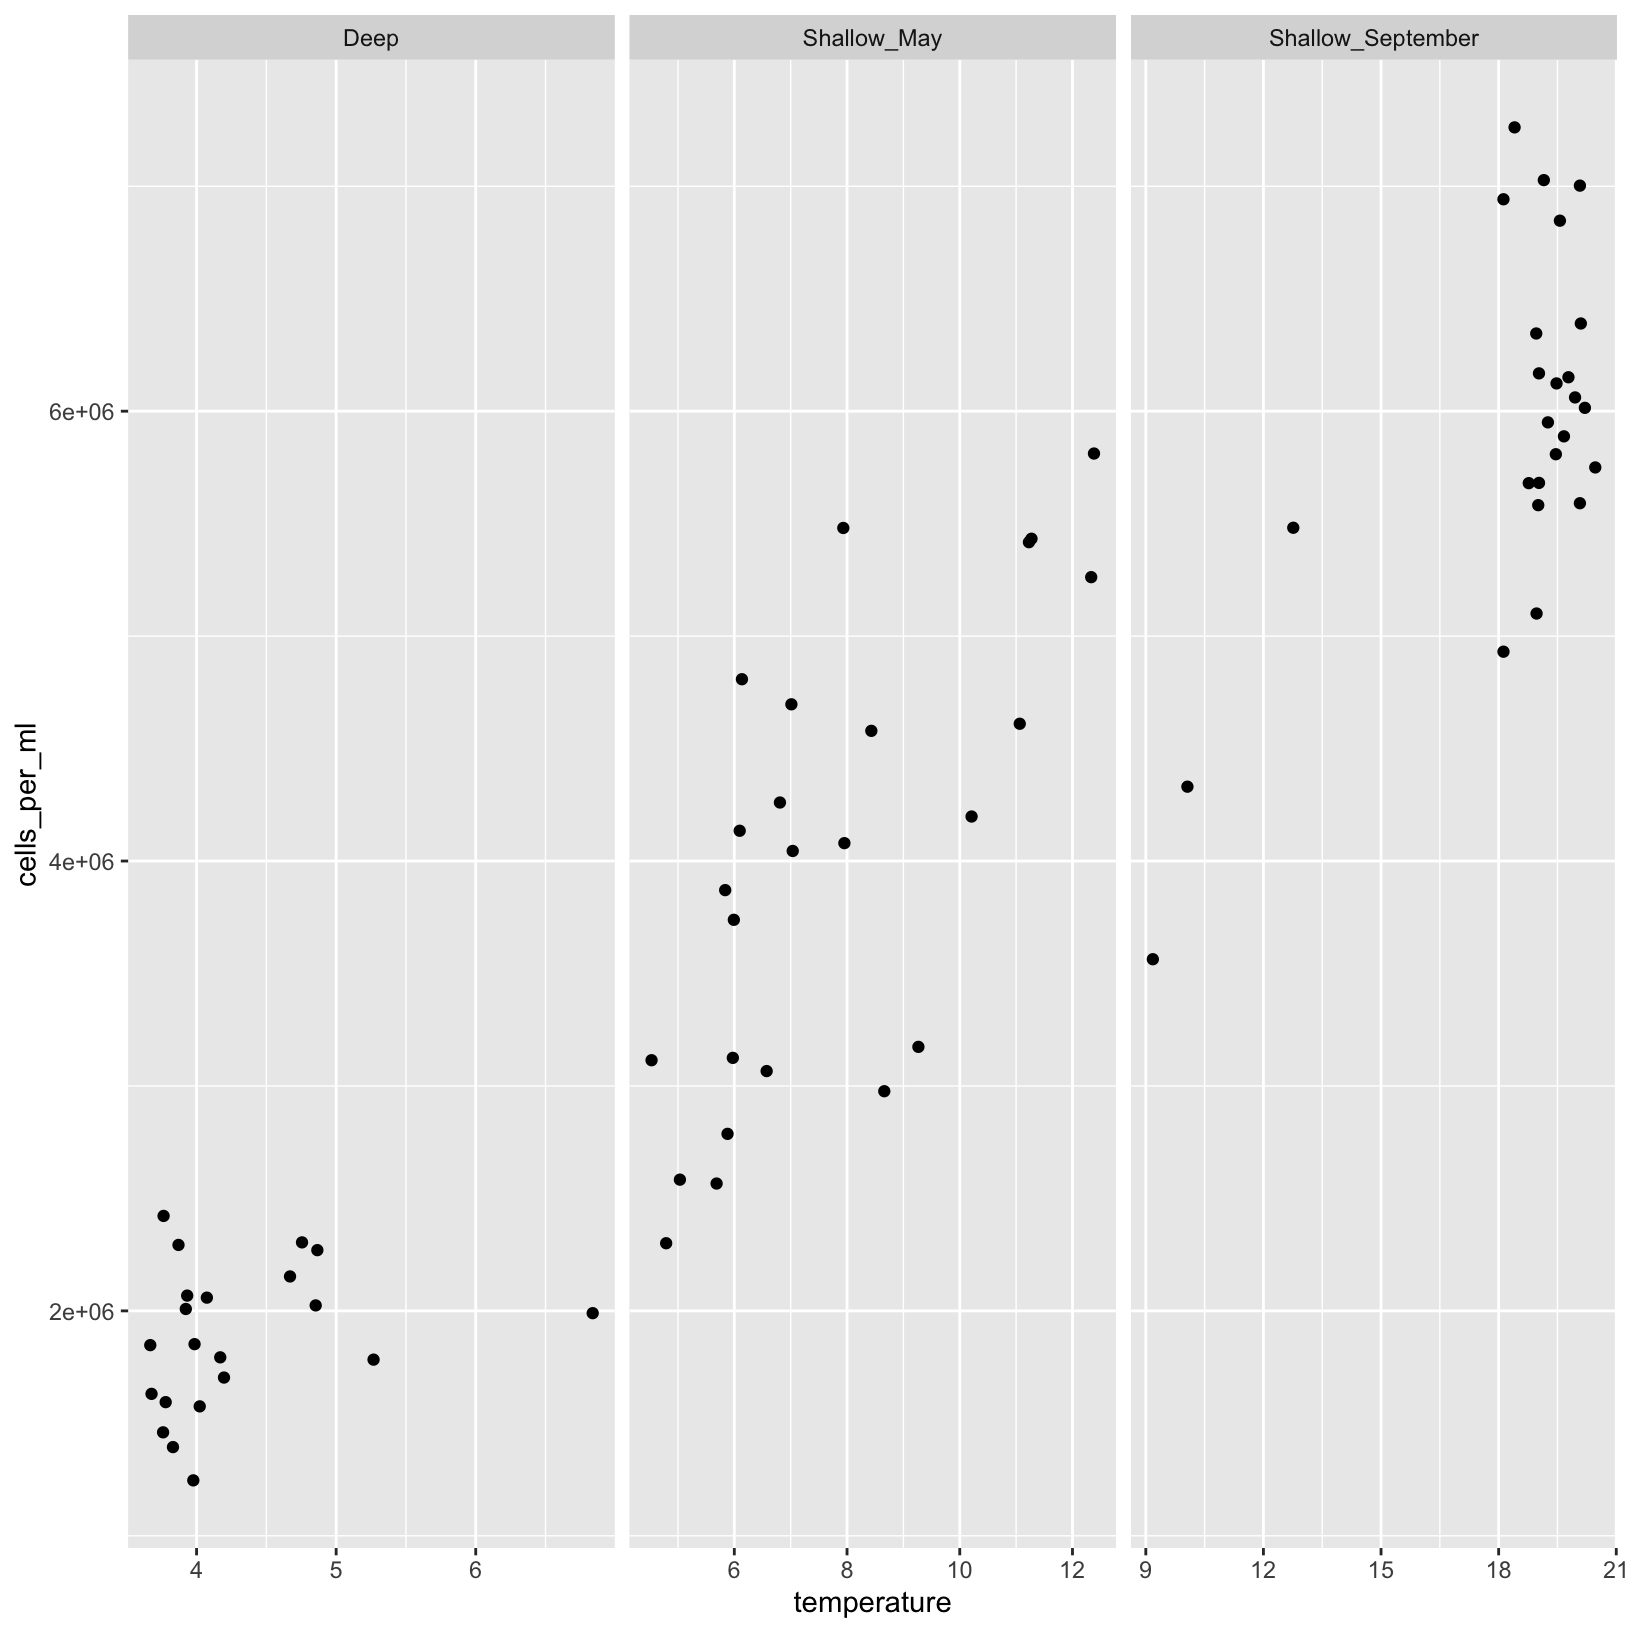 Deep Shallow_May Shallow_September
cells_per_ml
6e+06
4e+06
2e+06
4 5 6 6 8 10 12 9 12 15 18 21
temperature